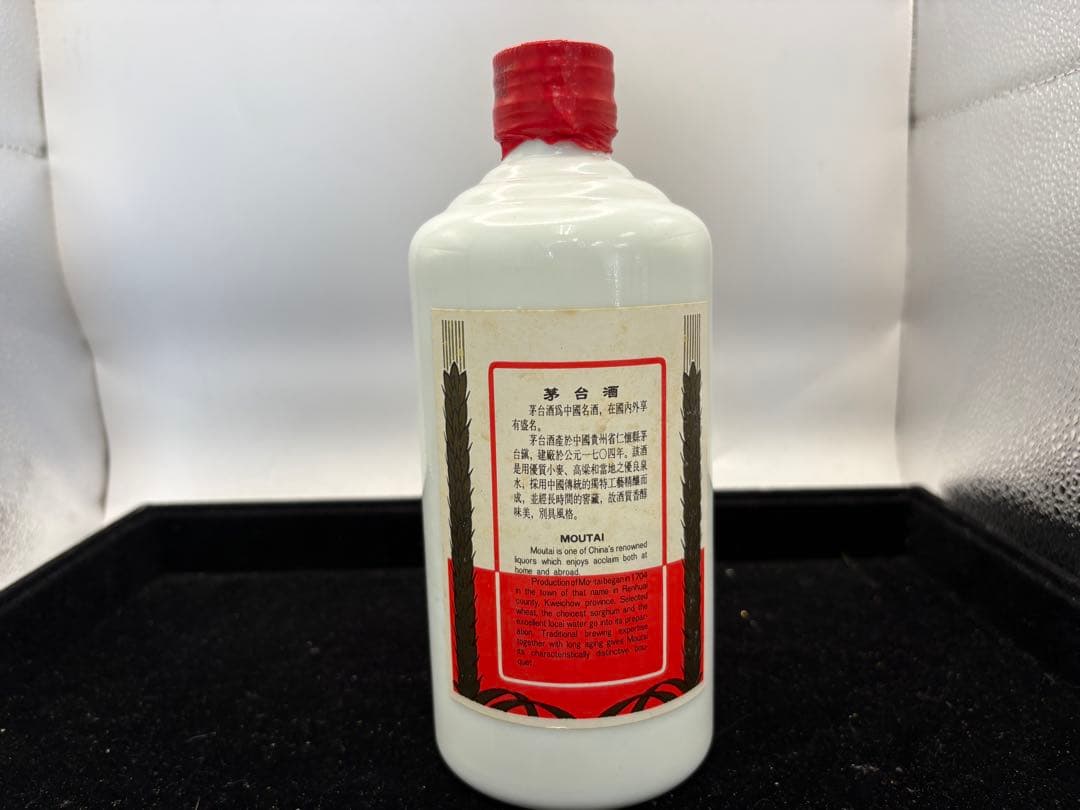 茅台酒
茅台酒爲中國名酒，在國內外享
有盛名。
茅台酒產於中國貴州省仁懷縣茅
台鎮，建廠於公元一七〇四年。該酒
是用優質小麥、高粱和當地之優良泉
水，採用中國傳統的獨特工藝精釀而
成，並經長時間的窖藏，故酒質香醇
味美，別具風格。
MOUTAI
Moutai is one of China's renowned
liquors which enjoys acclaim both at
home and abroad.
Production of Moutai began in 1704
in the town of that name in Renhuai
county, Kweichow province. Selected
wheat, the choicest sorghum and the
excellent local water go into its prepar-
ation. Traditional brewing expertise
together with long aging gives Moutai
its characteristically distinctive bou-
quet